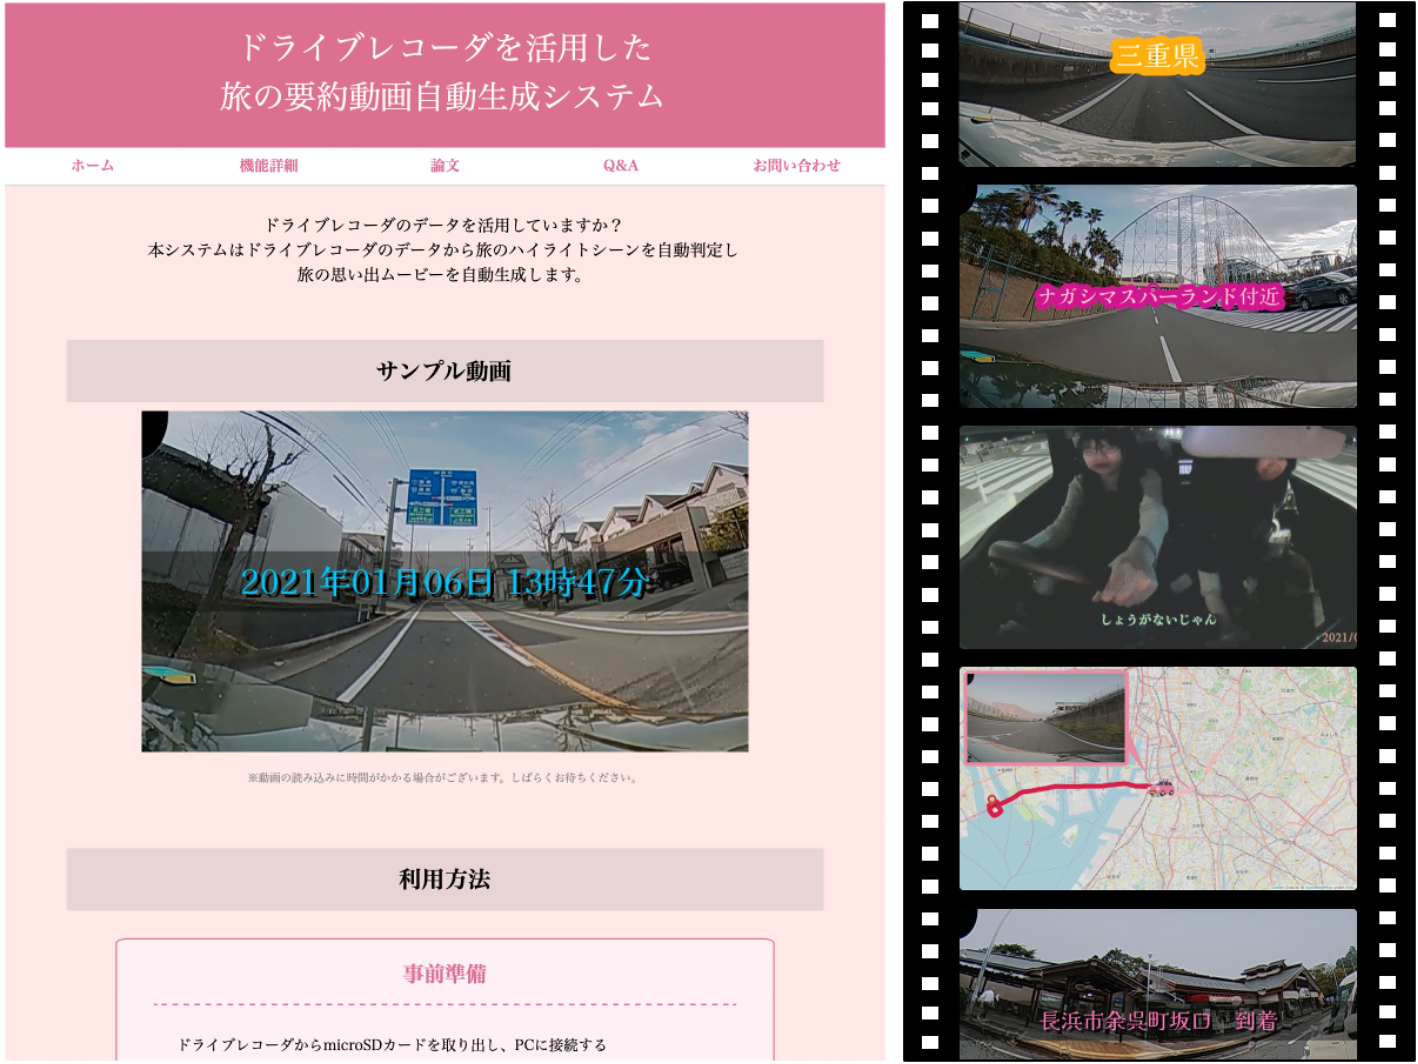 ドライブレコーダを活用した
旅の要約動画自動生成システム
ホーム
機能詳細
論文
Q&A
お問い合わせ
ドライブレコーダのデータを活用していますか？
本システムはドライブレコーダのデータから旅のハイライトシーンを自動判定し
旅の思い出ムービーを自動生成します。
サンプル動画
2021年01月06日 13時47分
※動画の読み込みに時間がかかる場合がございます。しばらくお待ちください。
利用方法
事前準備
ドライブレコーダからmicroSDカードを取り出し、PCに接続する
三重県
ナガシマスパーランド付近
しょうがないじゃん
2021/0
長浜市余呉町坂口　到着